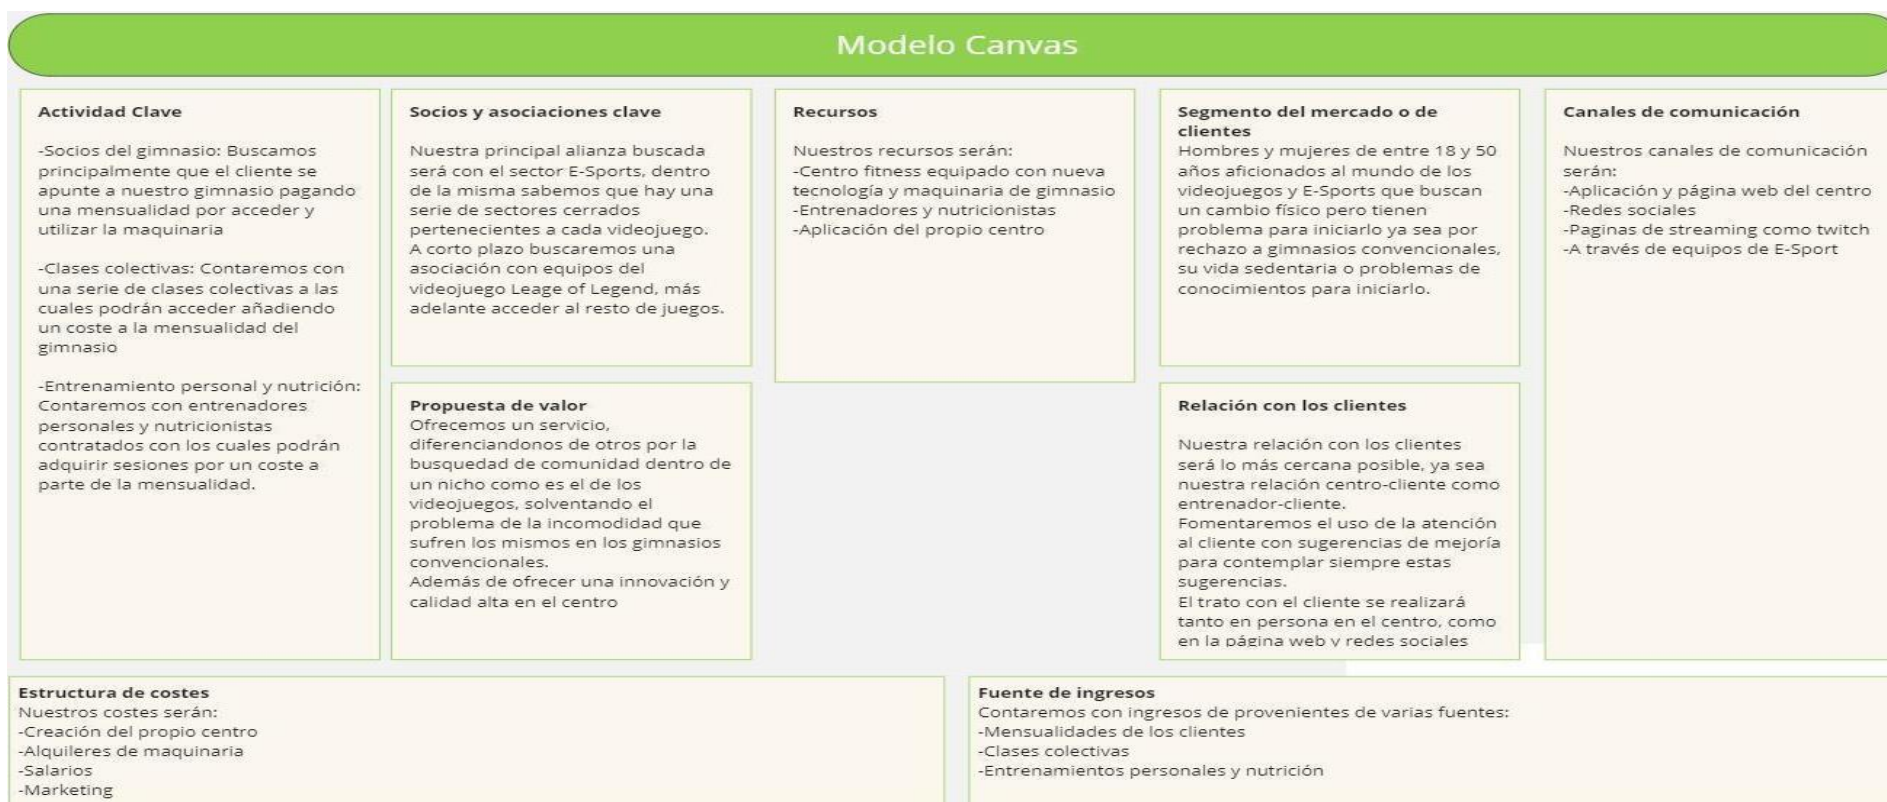 Modelo Canvas
Actividad Clave
-Socios del gimnasio: Buscamos
principalmente que el cliente se
apunte a nuestro gimnasio pagando
una mensualidad por acceder y
utilizar la maquinaria
-Clases colectivas: Contaremos con
una serie de clases colectivas a las
cuales podrán acceder añadiendo
un coste a la mensualidad del
gimnasio
-Entrenamiento personal y nutrición:
Contaremos con entrenadores
personales y nutricionistas
contratados con los cuales podrán
adquirir sesiones por un coste a
parte de la mensualidad.
Socios y asociaciones clave
Nuestra principal alianza buscada
será con el sector E-Sports, dentro
de la misma sabemos que hay una
serie de sectores cerrados
pertenecientes a cada videojuego.
A corto plazo buscaremos una
asociación con equipos del
videojuego Leage of Legend, más
adelante acceder al resto de juegos.
Propuesta de valor
Ofrecemos un servicio,
diferenciandonos de otros por la
busquedad de comunidad dentro de
un nicho como es el de los
videojuegos, solventando el
problema de la incomodidad que
sufren los mismos en los gimnasios
convencionales.
Además de ofrecer una innovación y
calidad alta en el centro
Recursos
Nuestros recursos serán:
-Centro fitness equipado con nueva
tecnología y maquinaria de gimnasio
-Entrenadores y nutricionistas
-Aplicación del propio centro
Segmento del mercado o de
clientes
Hombres y mujeres de entre 18 y 50
años aficionados al mundo de los
videojuegos y E-Sports que buscan
un cambio físico pero tienen
problema para iniciarlo ya sea por
rechazo a gimnasios convencionales,
su vida sedentaria o problemas de
conocimientos para iniciarlo.
Relación con los clientes
Nuestra relación con los clientes
será lo más cercana posible, ya sea
nuestra relación centro-cliente como
entrenador-cliente.
Fomentaremos el uso de la atención
al cliente con sugerencias de mejoría
para contemplar siempre estas
sugerencias.
El trato con el cliente se realizará
tanto en persona en el centro, como
en la página web y redes sociales
Canales de comunicación
Nuestros canales de comunicación
serán:
-Aplicación y página web del centro
-Redes sociales
-Paginas de streaming como twitch
-A través de equipos de E-Sport
Estructura de costes
Nuestros costes serán:
-Creación del propio centro
-Alquileres de maquinaria
-Salarios
-Marketing
Fuente de ingresos
Contaremos con ingresos de provenientes de varias fuentes:
-Mensualidades de los clientes
-Clases colectivas
-Entrenamientos personales y nutrición